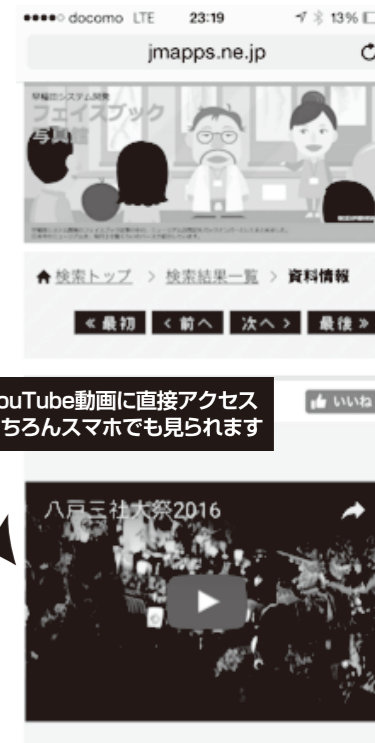 docomo LTE 23:19 13%
jmapps.ne.jp
早稲田システム開発
フェイスブック
写真館
検索トップ > 検索結果一覧 > 資料情報
≪最初 <前へ 次へ> 最後≫
ouTube動画に直接アクセス
いいね
ちろんスマホでも見られます
八戸三社大祭2016